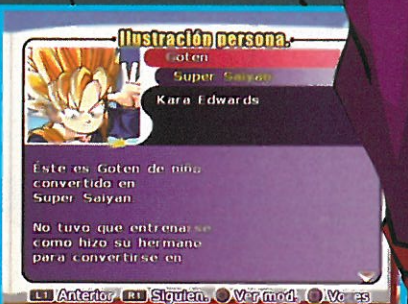 Ilustración persona.
Goten
Super Saiyan
Kara Edwards
Éste es Goten de niño
convertido en
Super Saiyan
No tuvo que entrenarse
como hizo su hermano
para convertirse en
L1 Anterior R1 Siguien. Ver mod. Voces